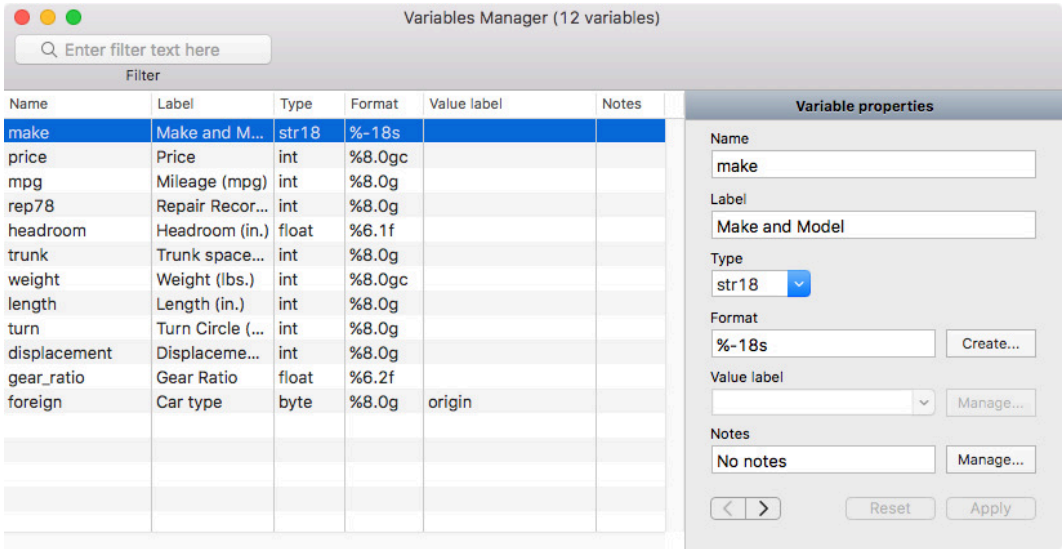 Variables Manager (12 variables)
Enter filter text here
Filter
Name Label Type Format Value label Notes
make Make and M... str18 %-18s
price Price int %8.0gc
mpg Mileage (mpg) int %8.0g
rep78 Repair Recor... int %8.0g
headroom Headroom (in.) float %6.1f
trunk Trunk space... int %8.0g
weight Weight (lbs.) int %8.0gc
length Length (in.) int %8.0g
turn Turn Circle (... int %8.0g
displacement Displaceme... int %8.0g
gear_ratio Gear Ratio float %6.2f
foreign Car type byte %8.0g origin
Variable properties
Name
make
Label
Make and Model
Type
str18
Format
%-18s Create...
Value label
Manage...
Notes
No notes Manage...
Reset Apply